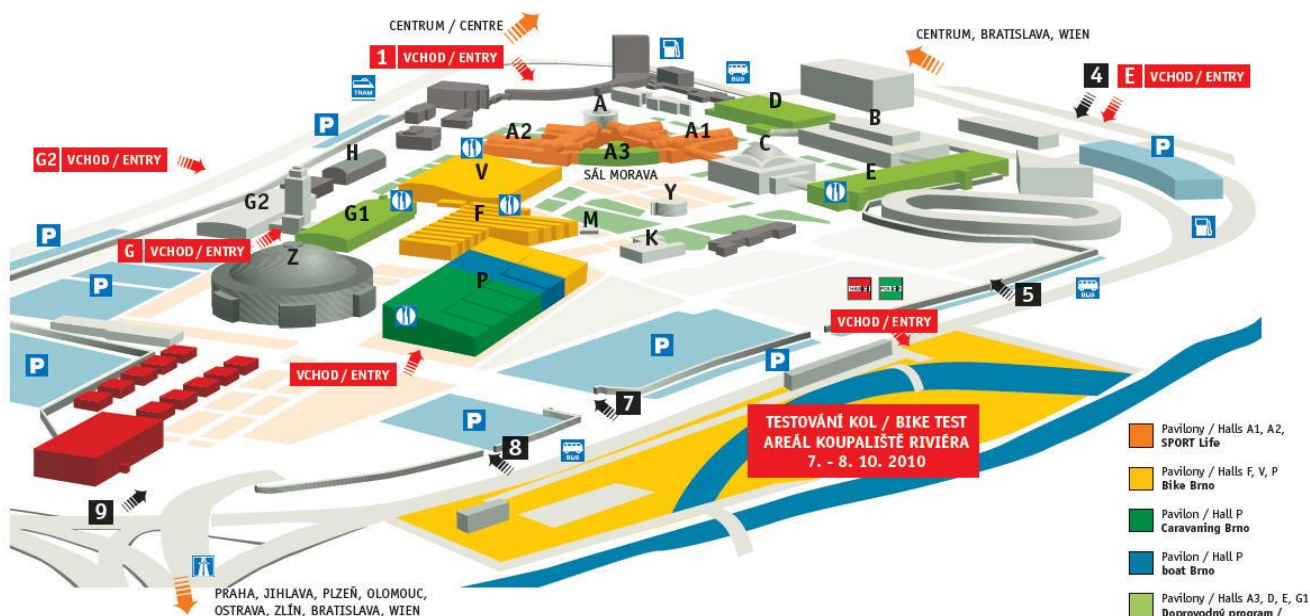 CENTRUM / CENTRE
1 VCHOD / ENTRY
CENTRUM, BRATISLAVA, WIEN
4
E VCHOD / ENTRY
BUS
TRAM
P
D
A
B
A2
A1
C
P
G2 VCHOD / ENTRY
H
A3
SÁL MORAVA
V
E
G2
G1
F
Y
M
K
P
G VCHOD / ENTRY
Z
P
P
5
BUS
VCHOD / ENTRY
P
P
P
VCHOD / ENTRY
7
TESTOVÁNÍ KOL / BIKE TEST
AREÁL KOUPALIŠTĚ RIVIÉRA
7. - 8. 10. 2010
P
8
BUS
9
PRAHA, JIHLAVA, PLZEŇ, OLOMOUC,
OSTRAVA, ZLÍN, BRATISLAVA, WIEN
Pavilony / Halls A1, A2,
SPORT Life
Pavilony / Halls F, V, P
Bike Brno
Pavilon / Hall P
Caravaning Brno
Pavilon / Hall P
boat Brno
Pavilony / Halls A3, D, E, G1
Doprovodný program /